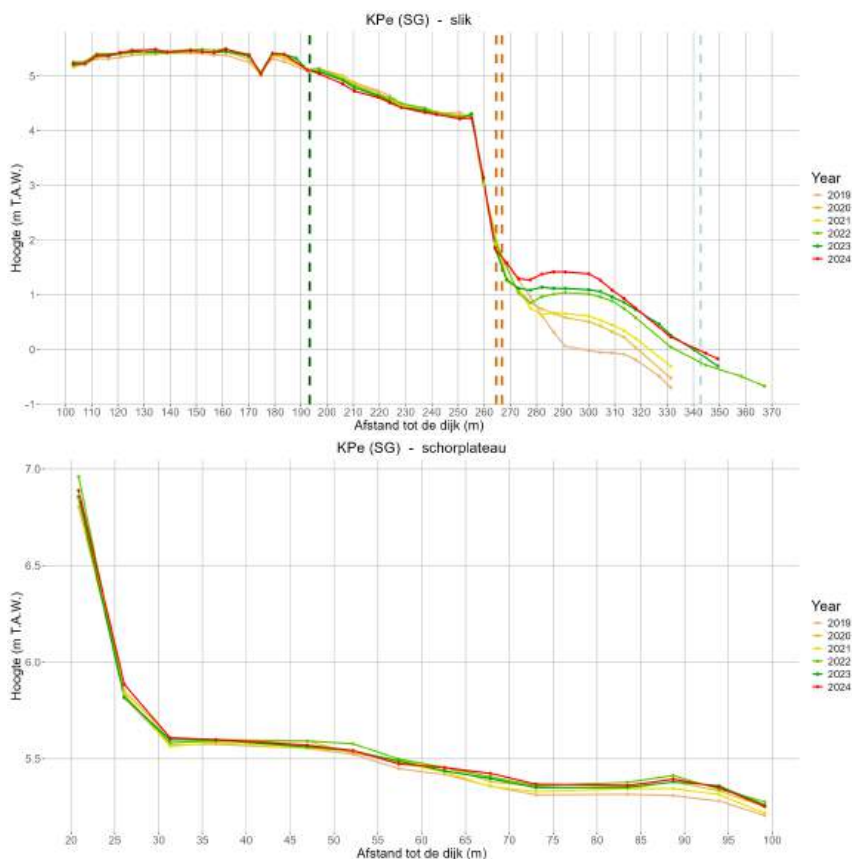 KPe (SG) - slik
Hoogte (m T.A.W.)
5
4
3
2
1
0
-1
100 110 120 130 140 150 160 170 180 190 200 210 220 230 240 250 260 270 280 290 300 310 320 330 340 350 360 370
Afstand tot de dijk (m)
Year
2019
2020
2021
2022
2023
2024
KPe (SG) - schorplateau
Hoogte (m T.A.W.)
7.0
6.5
6.0
5.5
20 25 30 35 40 45 50 55 60 65 70 75 80 85 90 95 100
Afstand tot de dijk (m)
Year
2019
2020
2021
2022
2023
2024